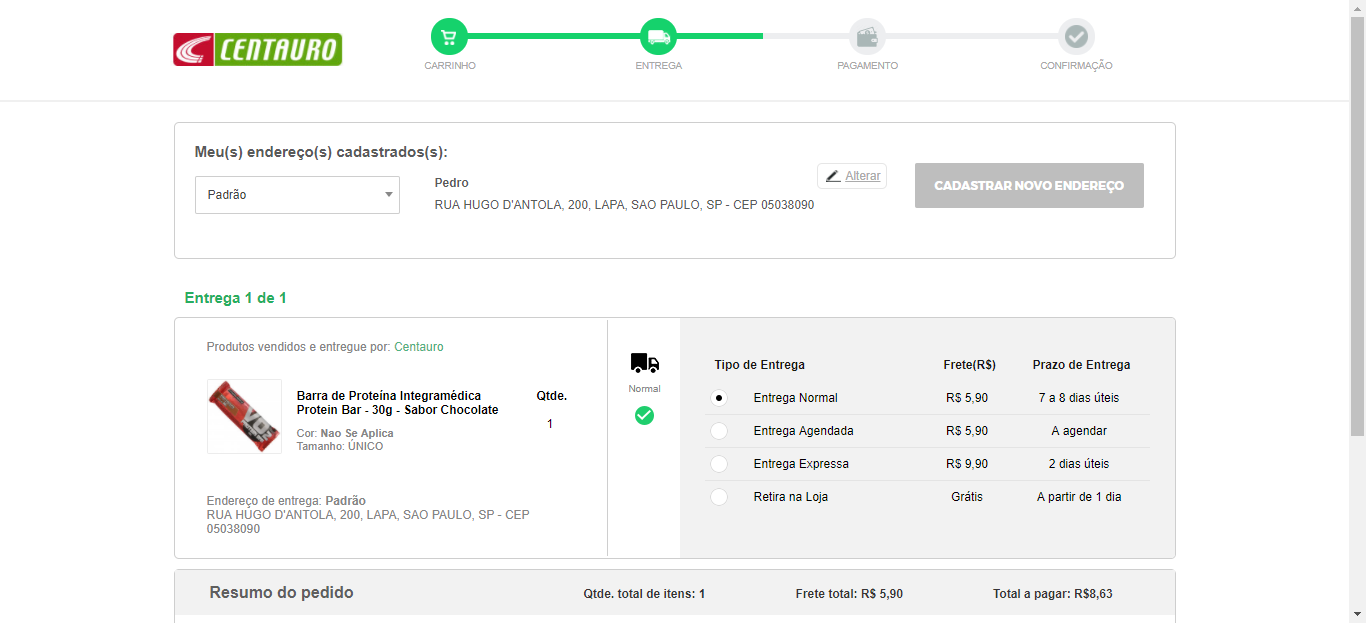 CENTAURO
CARRINHO
ENTREGA
PAGAMENTO
CONFIRMAÇÃO
Meu(s) endereço(s) cadastrados(s):
Padrão
Pedro
RUA HUGO D'ANTOLA, 200, LAPA, SAO PAULO, SP - CEP 05038090
Alterar
CADASTRAR NOVO ENDEREÇO
Entrega 1 de 1
Produtos vendidos e entregue por: Centauro
Barra de Proteína Integramédica
Protein Bar - 30g - Sabor Chocolate
Cor: Nao Se Aplica
Tamanho: ÚNICO
Qtde.
1
Endereço de entrega: Padrão
RUA HUGO D'ANTOLA, 200, LAPA, SAO PAULO, SP - CEP
05038090
Normal
Tipo de Entrega Frete(R$) Prazo de Entrega
Entrega Normal R$ 5,90 7 a 8 dias úteis
Entrega Agendada R$ 5,90 A agendar
Entrega Expressa R$ 9,90 2 dias úteis
Retira na Loja Grátis A partir de 1 dia
Resumo do pedido Qtde. total de itens: 1 Frete total: R$ 5,90 Total a pagar: R$8,63